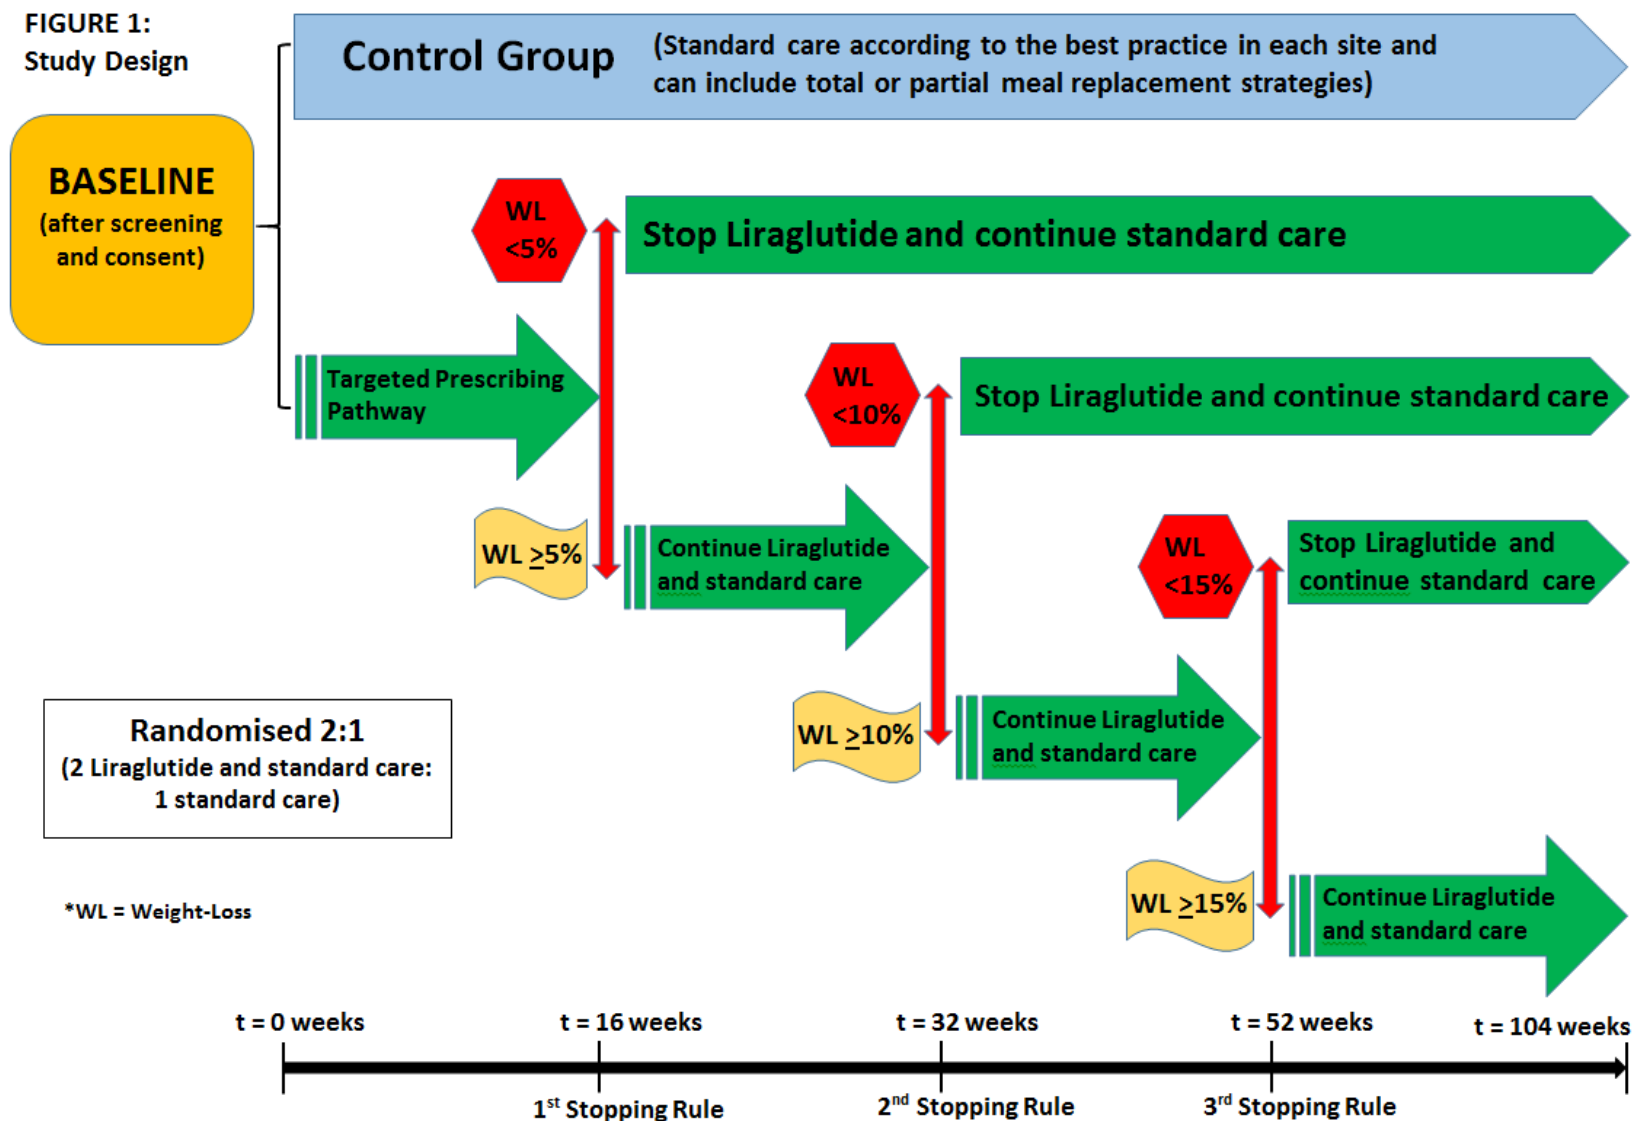 FIGURE 1:
Study Design
Control Group
(Standard care according to the best practice in each site and
can include total or partial meal replacement strategies)
BASELINE
(after screening
and consent)
WL
<5%
Stop Liraglutide and continue standard care
Targeted Prescribing
Pathway
WL
<10%
Stop Liraglutide and continue standard care
WL ≥5%
Continue Liraglutide
and standard care
WL
<15%
Stop Liraglutide and
continue standard care
Randomised 2:1
(2 Liraglutide and standard care:
1 standard care)
WL ≥10%
Continue Liraglutide
and standard care
*WL = Weight-Loss
WL ≥15%
Continue Liraglutide
and standard care
t = 0 weeks
t = 16 weeks
t = 32 weeks
t = 52 weeks
t = 104 weeks
1st Stopping Rule
2nd Stopping Rule
3rd Stopping Rule